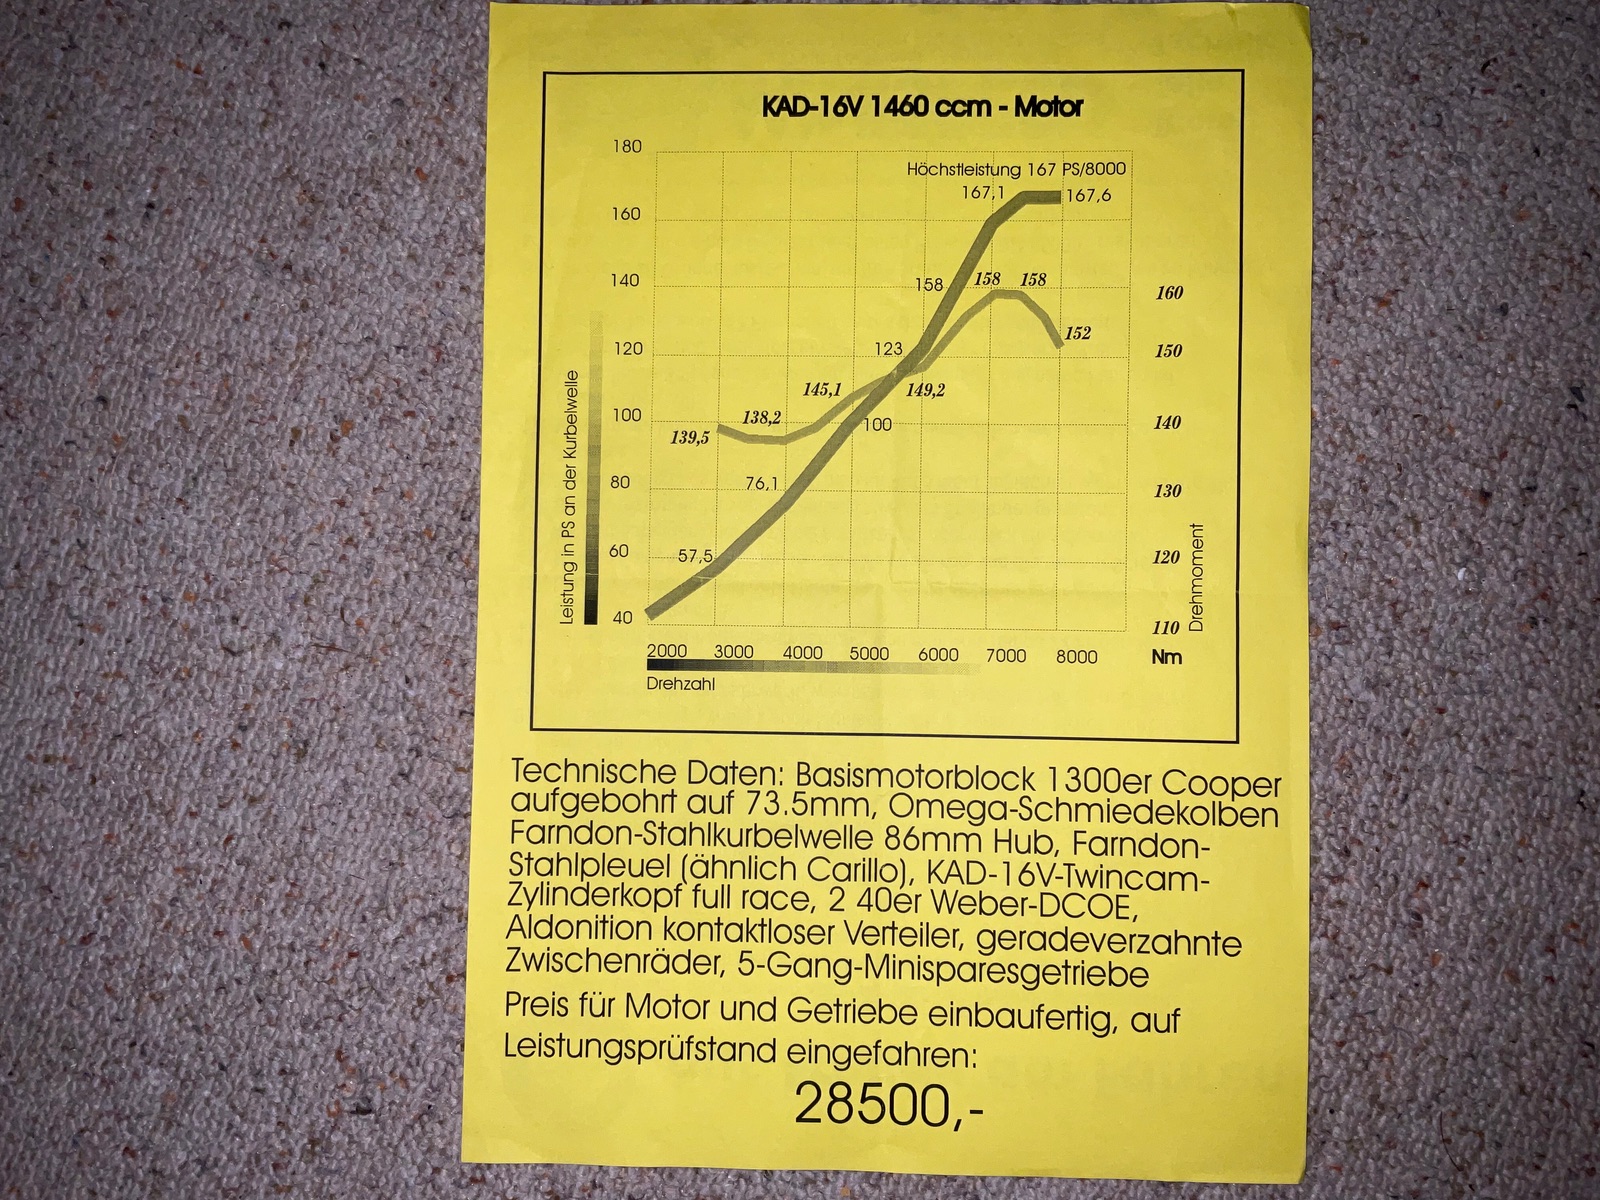 KAD-16V 1460 ccm - Motor
180
Höchstleistung 167 PS/8000
167,1
167,6
160
140
158
158
158
160
152
120
123
150
145,1
149,2
100
138,2
139,5
100
140
80
76,1
130
60
57,5
120
40
110
Leistung in PS an der Kurbelwelle
Drehmoment
2000 3000 4000 5000 6000 7000 8000
Nm
Drehzahl
Technische Daten: Basismotorblock 1300er Cooper
aufgebohrt auf 73.5mm, Omega-Schmiedekolben
Farndon-Stahlkurbelwelle 86mm Hub, Farndon-
Stahlpleuel (ähnlich Carillo), KAD-16V-Twincam-
Zylinderkopf full race, 2 40er Weber-DCOE,
Aldonition kontaktloser Verteiler, geradeverzahnte
Zwischenräder, 5-Gang-Minisparesgetriebe
Preis für Motor und Getriebe einbaufertig, auf
Leistungsprüfstand eingefahren:
28500,-